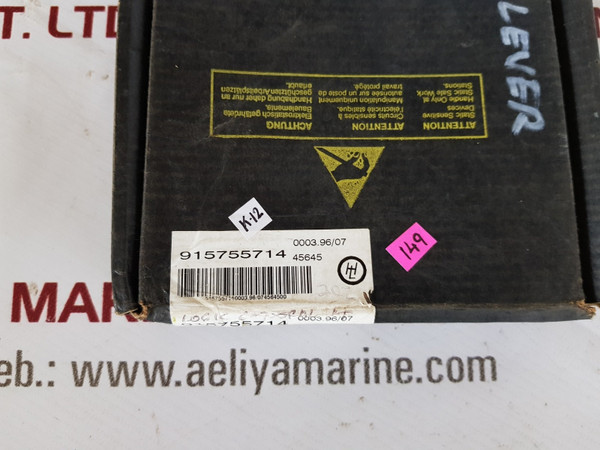 T. LTD
MAR
LEVER
ATTENTION
Static Sensitive
Devices
Handle Only at
Static Safe Work
Stations.
ATTENTION
Circuits sensibles à
l'électricité statique.
Manipulation uniquement
autorisée sur poste de
travail protégé.
ACHTUNG
Elektrostatisch gefährdete
Bauelemente.
Handhabung daher nur an
geschützten Arbeitsplätzen
erlaubt.
K-12
149
0003.96/07
915755714 45645
HL
915755714 0003.96/07
MAR
eb.: www.aeliyamarine.com